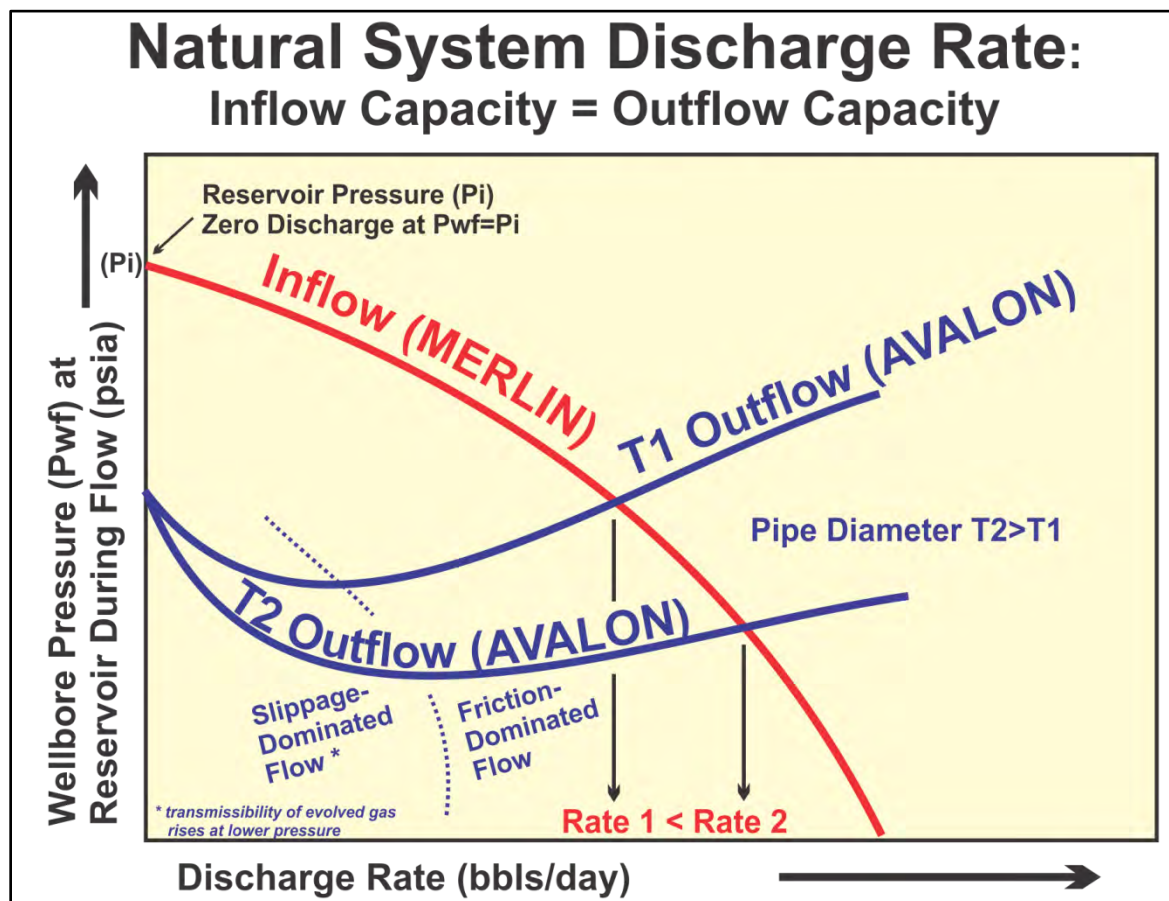 Natural System Discharge Rate:
Inflow Capacity = Outflow Capacity
Wellbore Pressure (Pwf) at
Reservoir During Flow (psia)
(Pi)
Reservoir Pressure (Pi)
Zero Discharge at Pwf=Pi
Inflow (MERLIN)
T1 Outflow (AVALON)
Pipe Diameter T2>T1
T2 Outflow (AVALON)
Slippage-
Dominated
Flow *
Friction-
Dominated
Flow
* transmissibility of evolved gas
rises at lower pressure
Rate 1 < Rate 2
Discharge Rate (bbls/day)